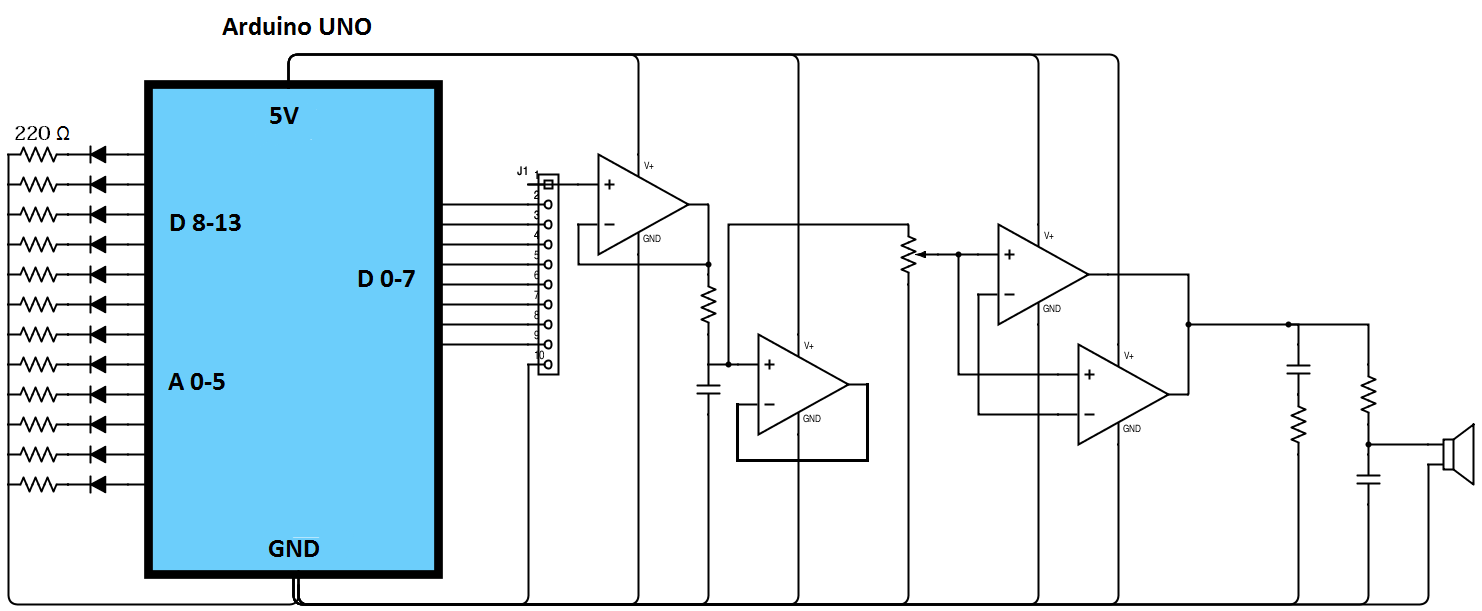 Arduino UNO
5V
220 Ω
D 8-13
D 0-7
A 0-5
GND
J1
1
2
3
4
5
6
7
8
9
10
V+
GND
V+
GND
V+
GND
V+
GND